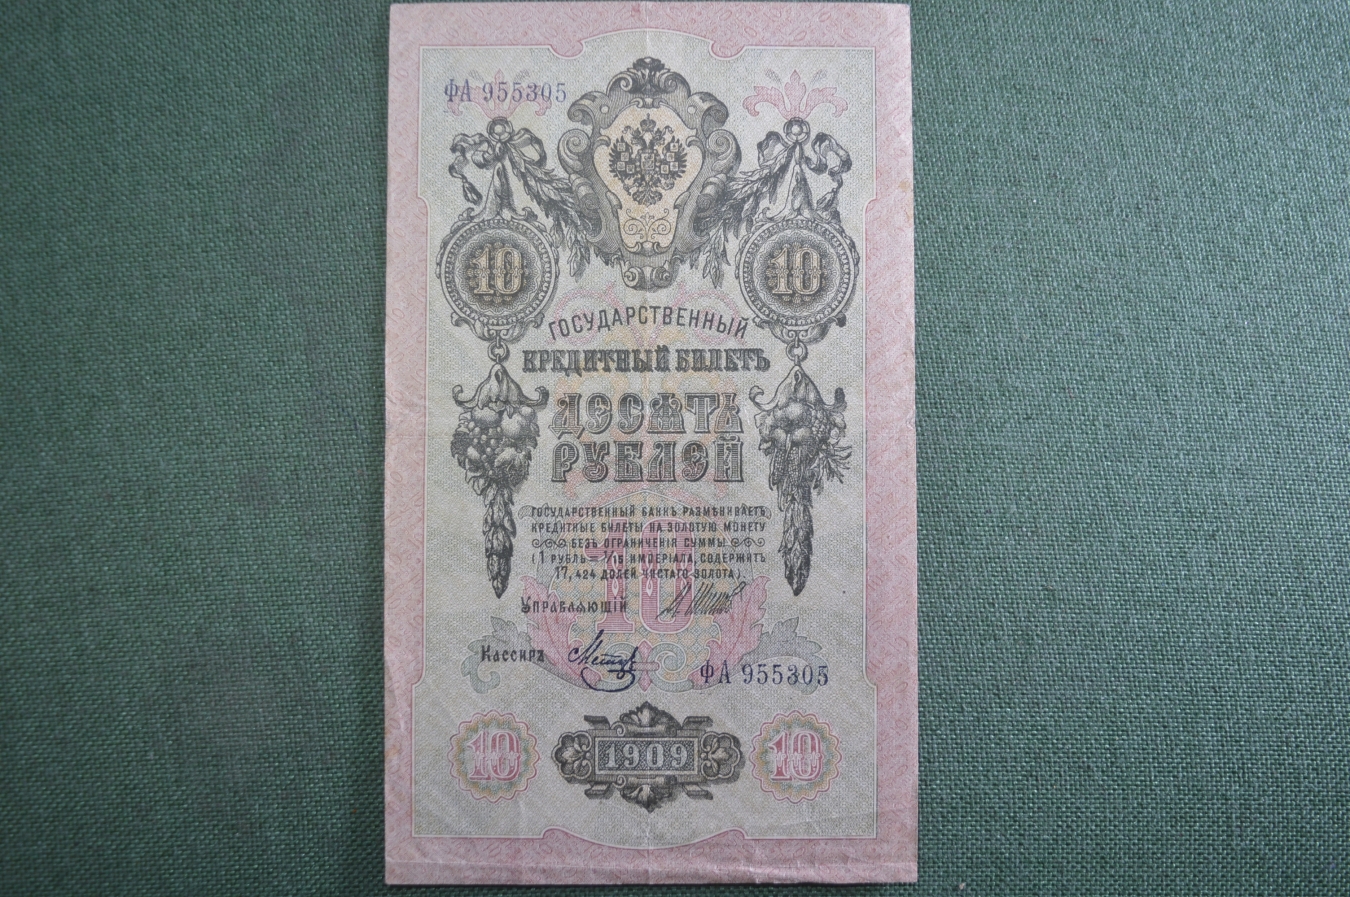 ФА 955305
10 10
ГОСУДАРСТВЕННЫЙ
КРЕДИТНЫЙ БИЛЕТЪ
ДЕСЯТЬ
РУБЛЕЙ
ГОСУДАРСТВЕННЫЙ БАНКЪ РАЗМѢНИВАЕТЪ
КРЕДИТНЫЕ БИЛЕТЫ НА ЗОЛОТУЮ МОНЕТУ
БЕЗЪ ОГРАНИЧЕНІЯ СУММЫ
(1 РУБЛЬ = 1/15 ИМПЕРІАЛА, СОДЕРЖИТЪ
17,424 ДОЛЕЙ ЧИСТАГО ЗОЛОТА).
10
УПРАВЛЯЮЩІЙ
Кассиръ
ФА 955305
10 1909 10